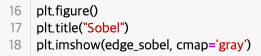 16 plt.figure()
17 plt.title("Sobel")
18 plt.imshow(edge_sobel, cmap='gray')